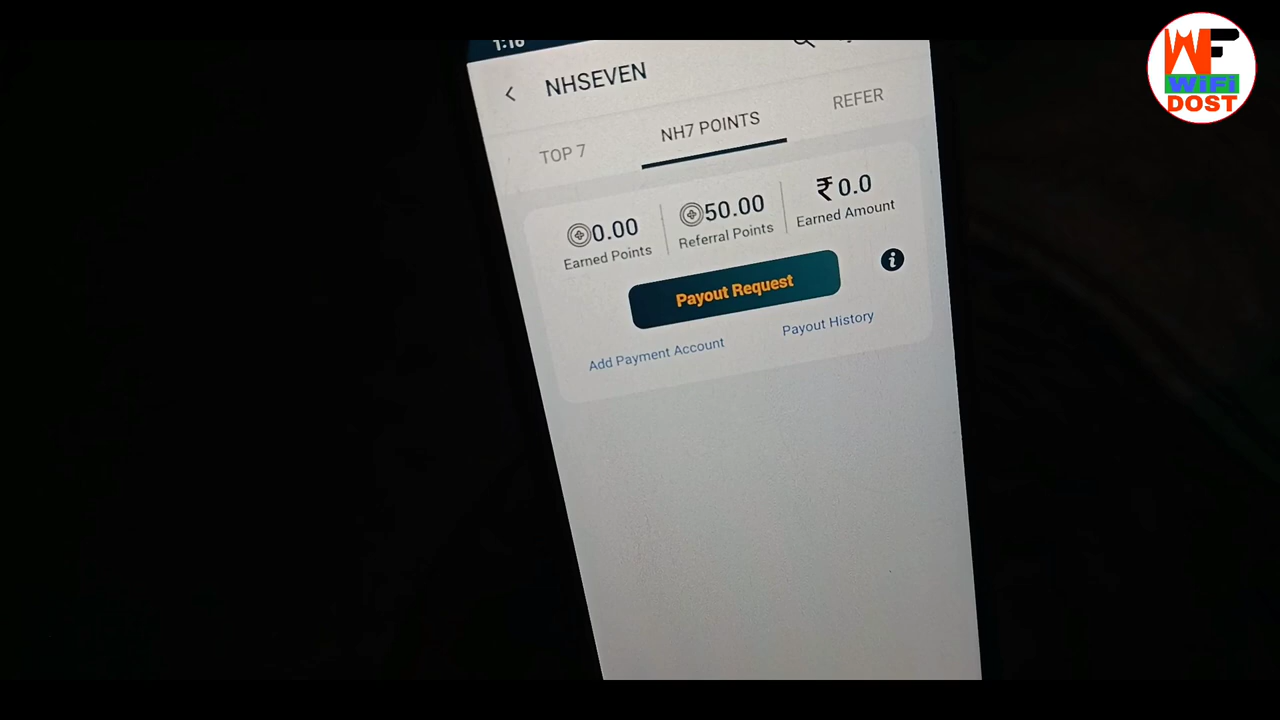 1:16
NHSEVEN
TOP 7
NH7 POINTS
REFER
0.00
Earned Points
50.00
Referral Points
₹0.0
Earned Amount
Payout Request
Add Payment Account
Payout History
WF
WiFi
DOST